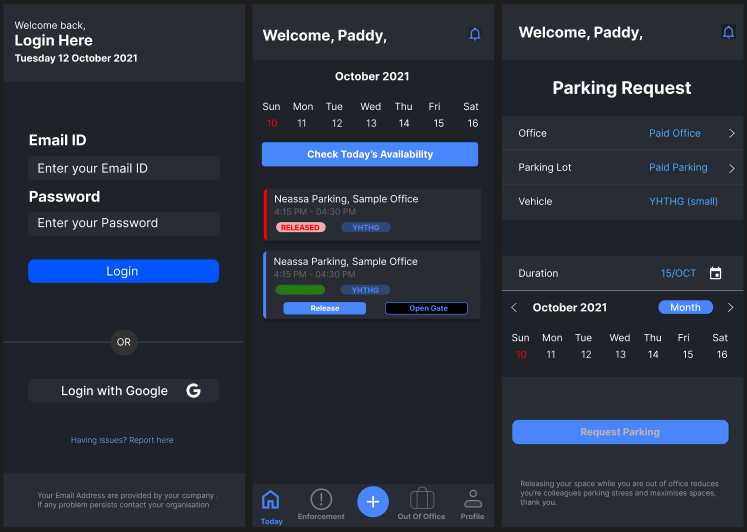 Welcome back,
Login Here
Tuesday 12 October 2021
Email ID
Enter your Email ID
Password
Enter your Password
Login
OR
Login with Google
Having issues? Report here
Your Email Address are provided by your company .
If any problem persists contact your organisation
Welcome, Paddy,
October 2021
Sun Mon Tue Wed Thu Fri Sat
10 11 12 13 14 15 16
Check Today's Availability
Neassa Parking, Sample Office
4:15 PM - 04:30 PM
RELEASED YHTHG
Neassa Parking, Sample Office
4:15 PM - 04:30 PM
YHTHG
Release Open Gate
Today Enforcement Out Of Office Profile
Welcome, Paddy,
Parking Request
Office Paid Office
Parking Lot Paid Parking
Vehicle YHTHG (small)
Duration 15/OCT
October 2021 Month
Sun Mon Tue Wed Thu Fri Sat
10 11 12 13 14 15 16
Request Parking
Releasing your space while you are out of office reduces
you're colleagues parking stress and maximises spaces,
thank you.